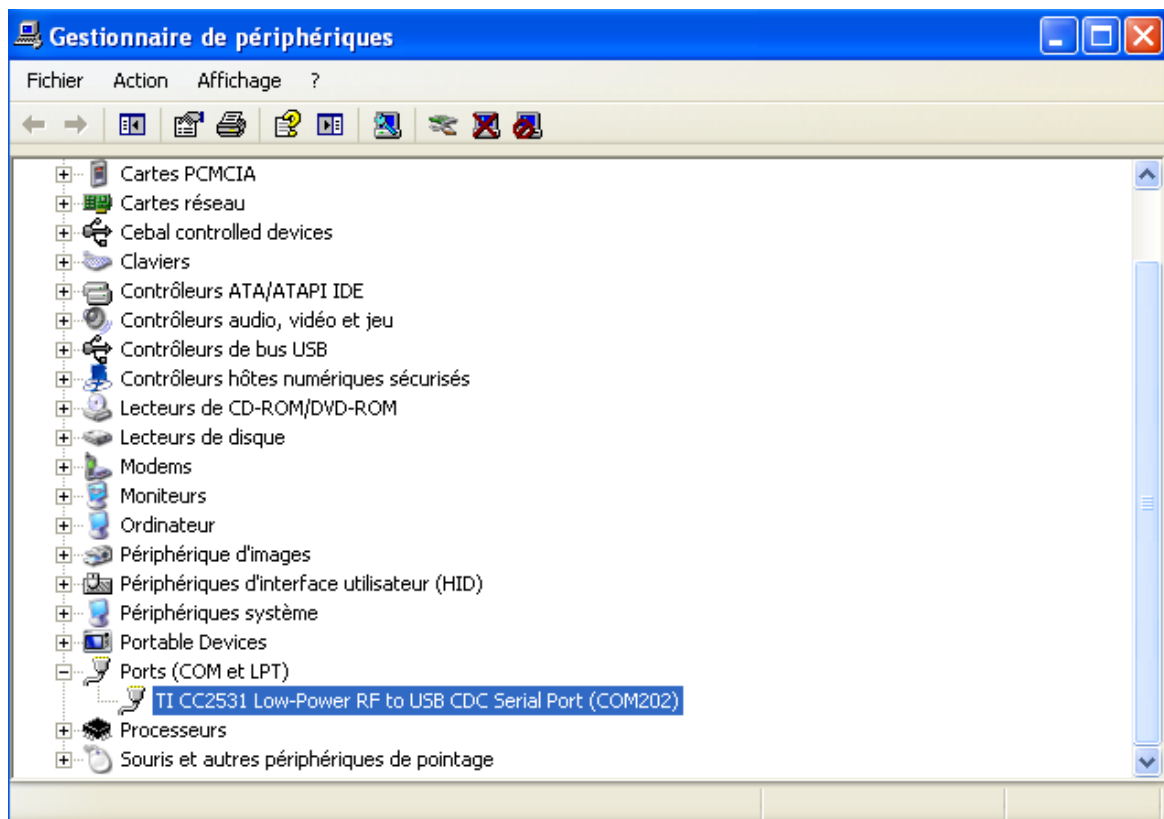 Gestionnaire de périphériques
Fichier Action Affichage ?
Cartes PCMCIA
Cartes réseau
Cebal controlled devices
Claviers
Contrôleurs ATA/ATAPI IDE
Contrôleurs audio, vidéo et jeu
Contrôleurs de bus USB
Contrôleurs hôtes numériques sécurisés
Lecteurs de CD-ROM/DVD-ROM
Lecteurs de disque
Modems
Moniteurs
Ordinateur
Périphérique d'images
Périphériques d'interface utilisateur (HID)
Périphériques système
Portable Devices
Ports (COM et LPT)
TI CC2531 Low-Power RF to USB CDC Serial Port (COM202)
Processeurs
Souris et autres périphériques de pointage